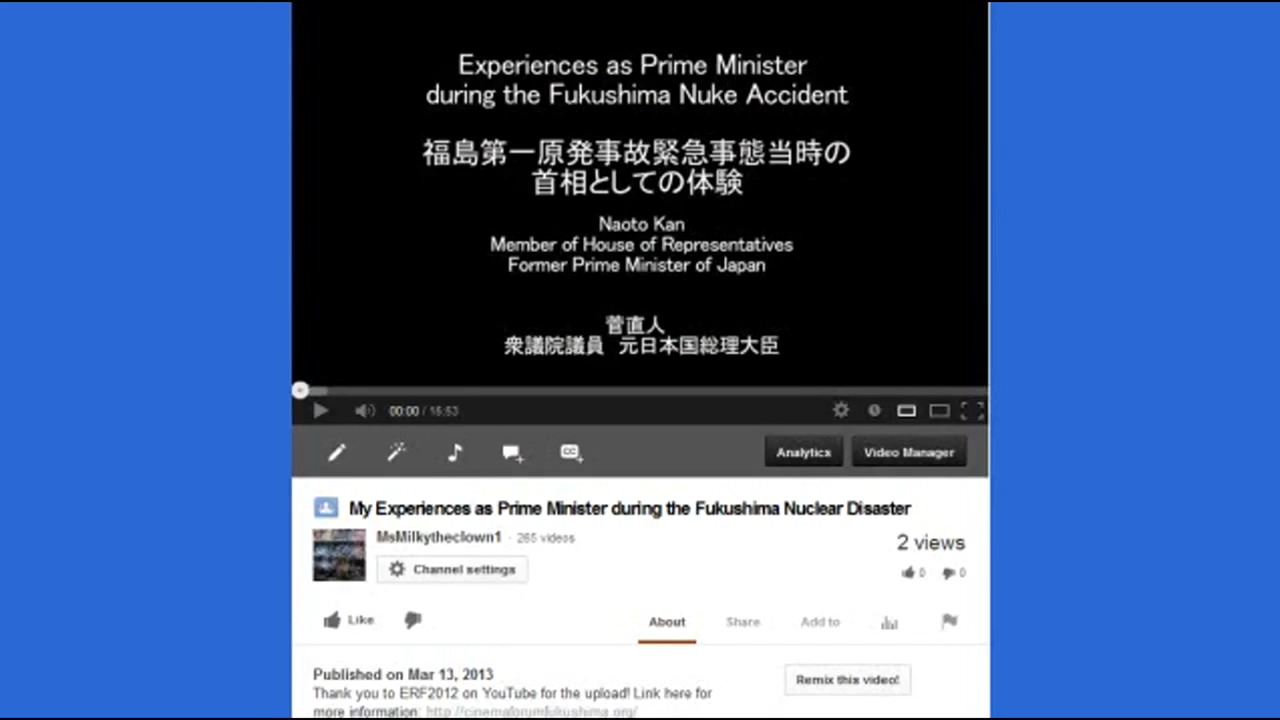 Experiences as Prime Minister
during the Fukushima Nuke Accident
福島第一原発事故緊急事態当時の
首相としての体験
Naoto Kan
Member of House of Representatives
Former Prime Minister of Japan
菅直人
衆議院議員 元日本国総理大臣
00:00 / 15:53
Analytics
Video Manager
My Experiences as Prime Minister during the Fukushima Nuclear Disaster
MsMilkytheclown1 · 265 videos
2 views
Channel settings
0 0
Like
About Share Add to
Published on Mar 13, 2013
Remix this video!
Thank you to ERF2012 on YouTube for the upload! Link here for
more information: http://cinemaforumfukushima.org/